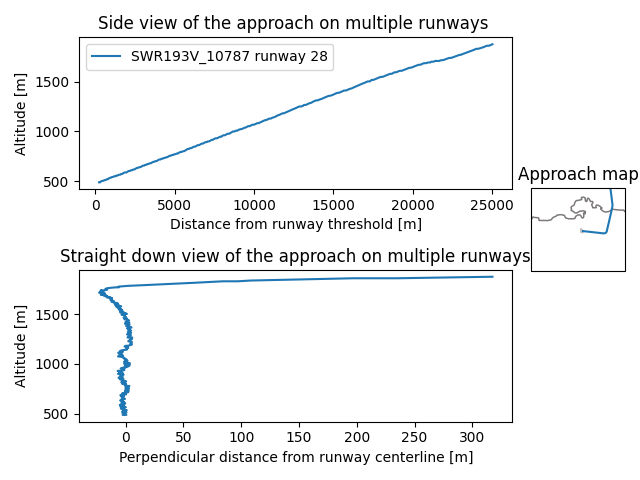 Side view of the approach on multiple runways
SWR193V_10787 runway 28
Altitude [m]
1500
1000
500
0 5000 10000 15000 20000 25000
Distance from runway threshold [m]
Approach map
Straight down view of the approach on multiple runways
Altitude [m]
1500
1000
500
0 50 100 150 200 250 300
Perpendicular distance from runway centerline [m]